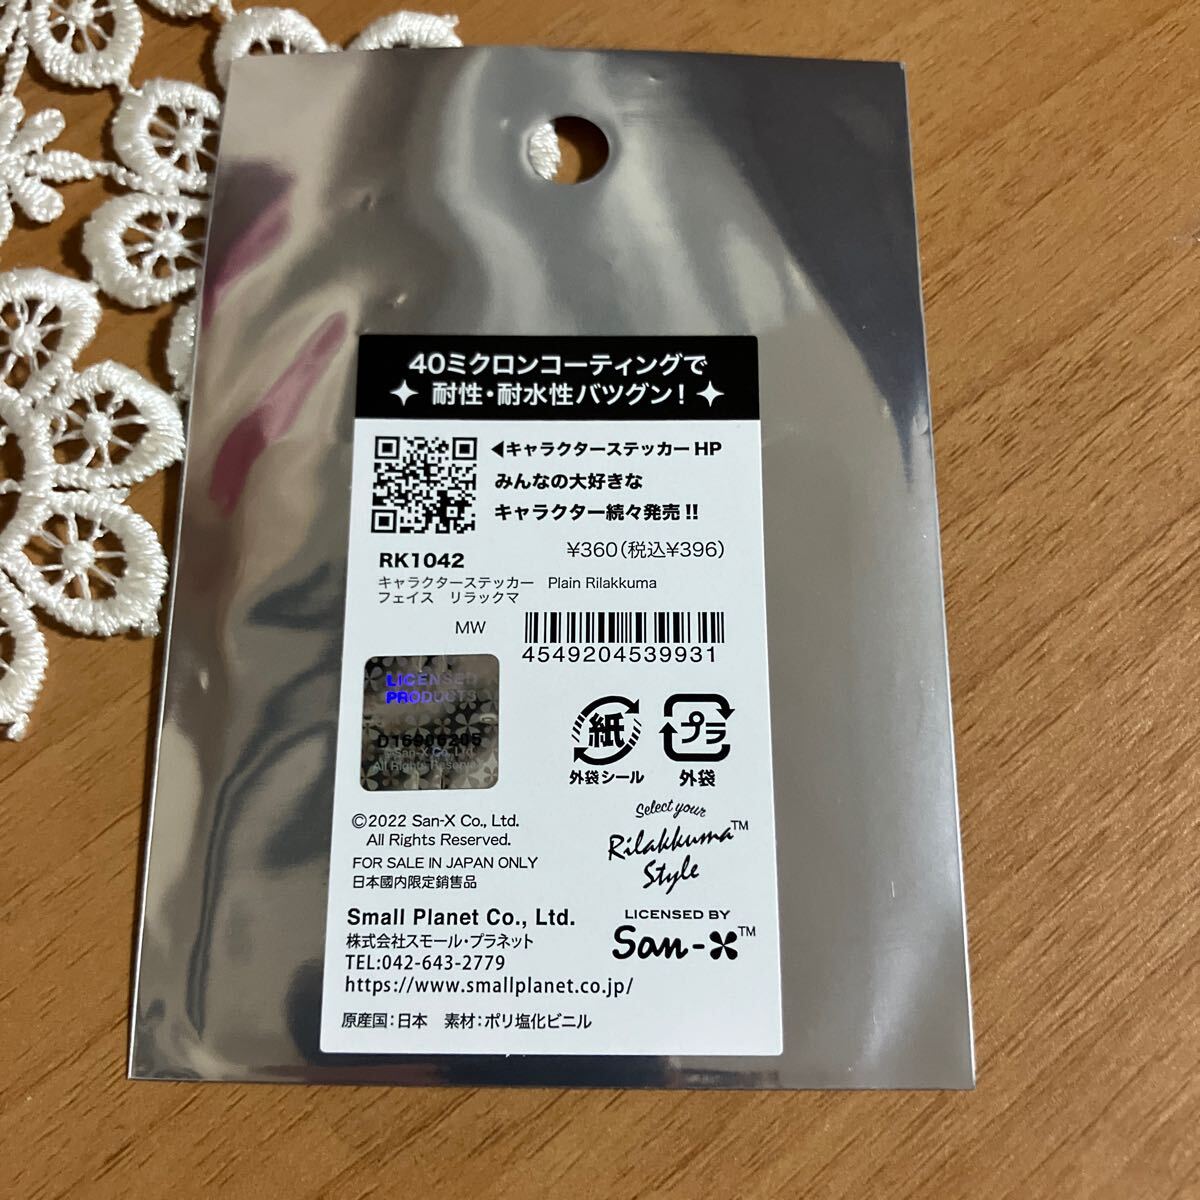 40ミクロンコーティングで
耐性・耐水性バツグン!
◀キャラクターステッカー HP
みんなの大好きな
キャラクター続々発売!!
¥360(税込¥396)
RK1042
キャラクターステッカー Plain Rilakkuma
フェイス リラックマ
MW
4549204539931
LICENSED
PRODUCTS
D16906206
©San-X Co., Ltd.
All Rights Reserved
紙
外袋シール
プラ
外袋
©2022 San-X Co., Ltd.
All Rights Reserved.
FOR SALE IN JAPAN ONLY
日本國内限定銷售品
Select your
Rilakkuma™
Style
Small Planet Co., Ltd.
株式会社スモール・プラネット
TEL:042-643-2779
https://www.smallplanet.co.jp/
LICENSED BY
San-X™
原産国:日本 素材:ポリ塩化ビニル